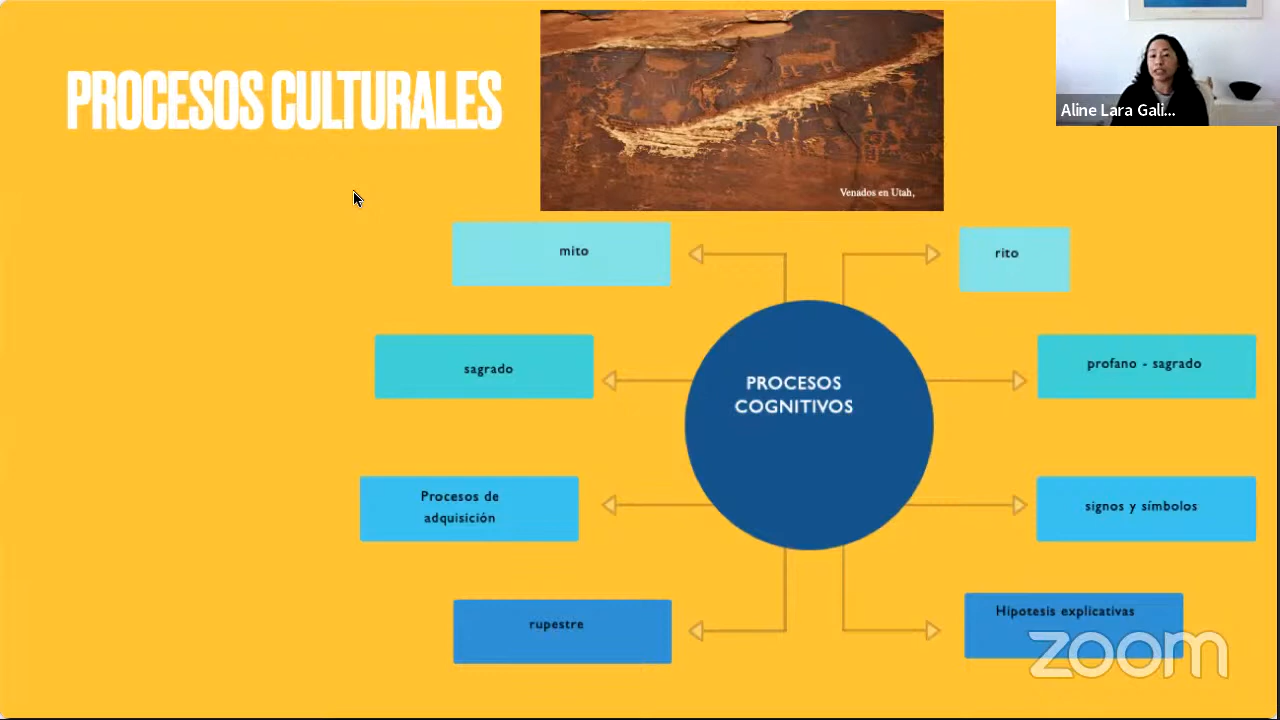 PROCESOS CULTURALES
Venados en Utah,
Aline Lara Gali...
mito
rito
sagrado
profano - sagrado
PROCESOS
COGNITIVOS
Procesos de
adquisición
signos y símbolos
rupestre
Hipotesis explicativas
zoom